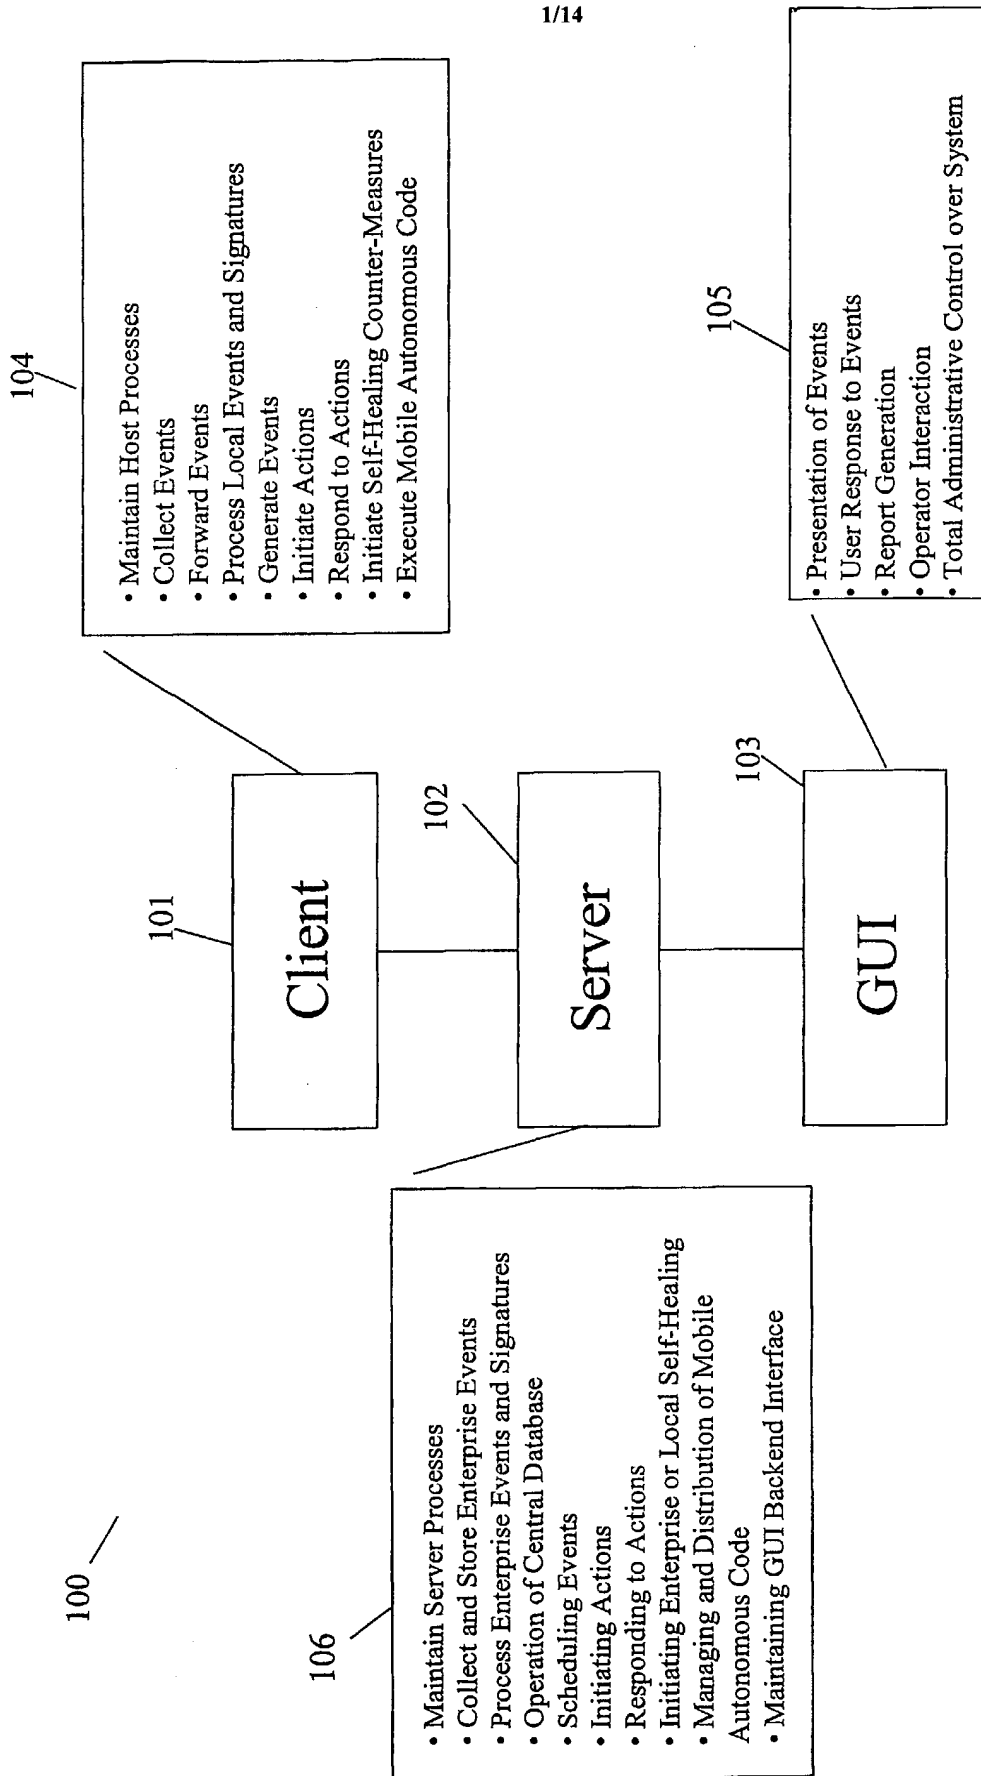 1/14
100
104
• Maintain Host Processes
• Collect Events
• Forward Events
• Process Local Events and Signatures
• Generate Events
• Initiate Actions
• Respond to Actions
• Initiate Self-Healing Counter-Measures
• Execute Mobile Autonomous Code
101
Client
102
Server
103
GUI
105
• Presentation of Events
• User Response to Events
• Report Generation
• Operator Interaction
• Total Administrative Control over System
106
• Maintain Server Processes
• Collect and Store Enterprise Events
• Process Enterprise Events and Signatures
• Operation of Central Database
• Scheduling Events
• Initiating Actions
• Responding to Actions
• Initiating Enterprise or Local Self-Healing
• Managing and Distribution of Mobile
Autonomous Code
• Maintaining GUI Backend Interface